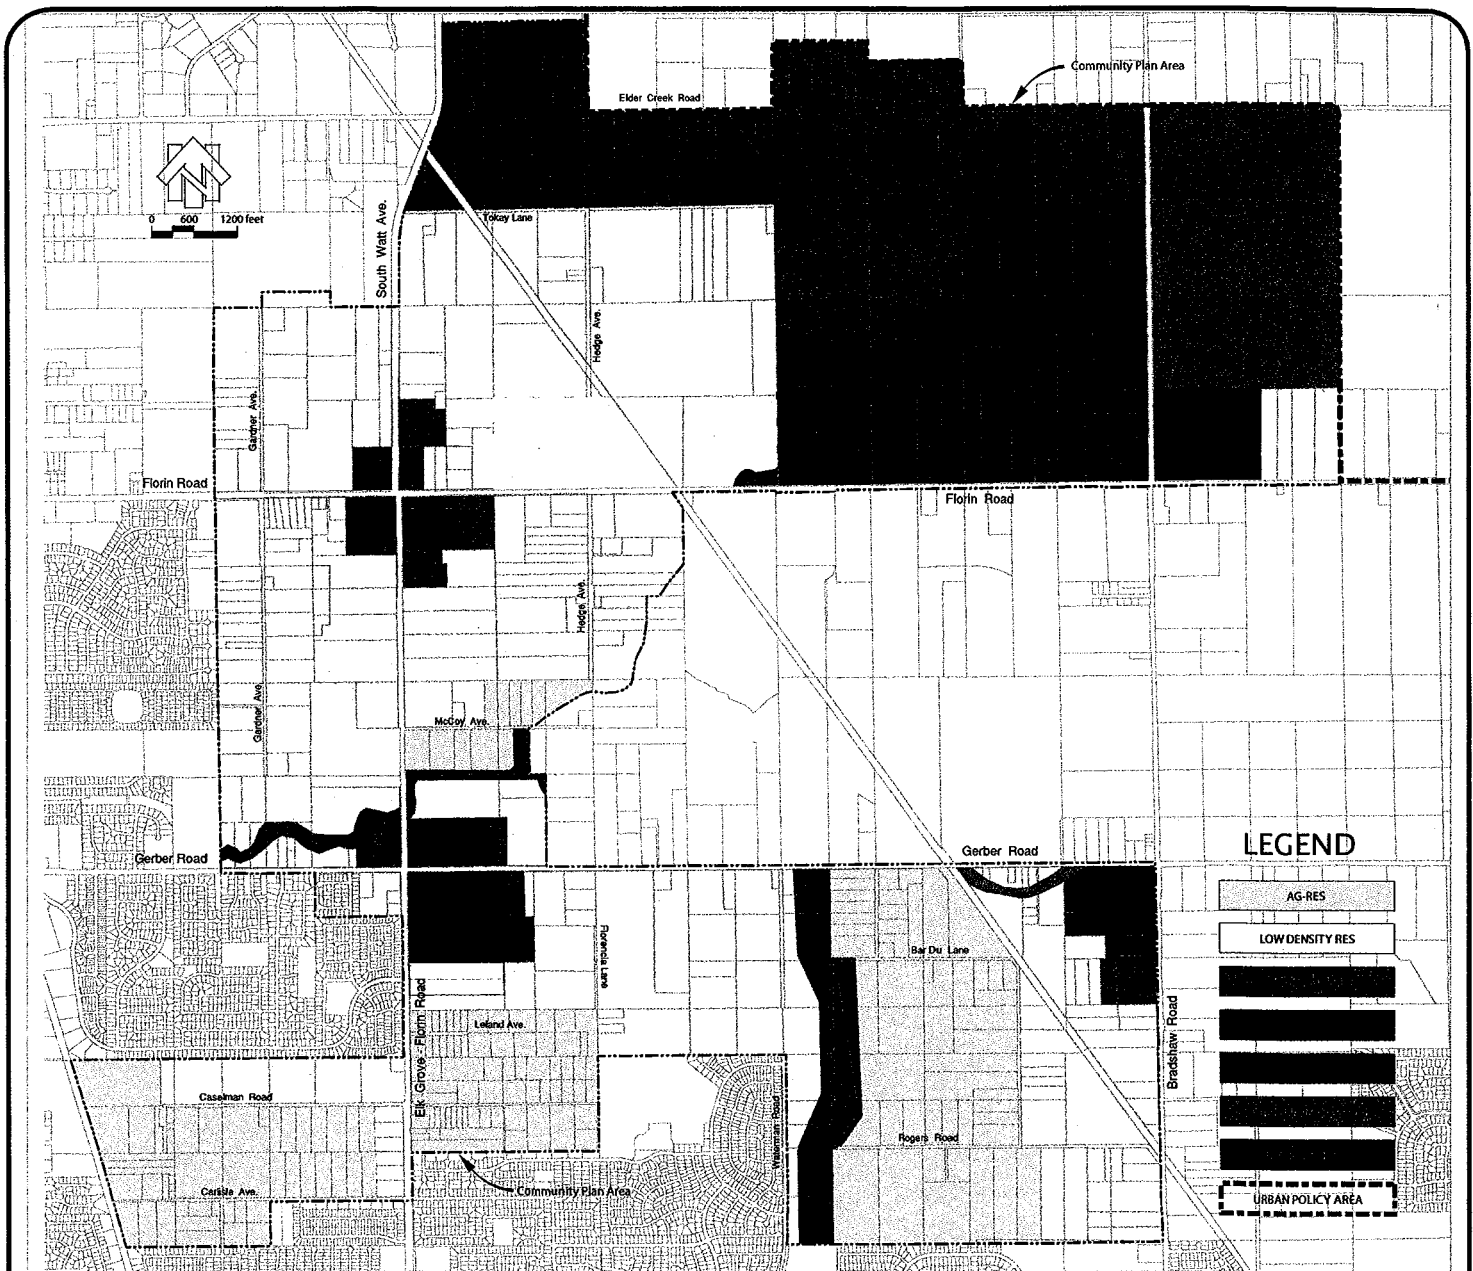 Community Plan Area
Elder Creek Road
0 600 1200 feet
South Watt Ave.
Tokay Lane
Hedge Ave.
Gardner Ave.
Florin Road
Florin Road
Hedge Ave.
Gardner Ave.
McCoy Ave.
Gerber Road
Gerber Road
LEGEND
AG-RES
LOW DENSITY RES
URBAN POLICY AREA
Bar Du Lane
Florencia Lane
Elk Grove - Florin Road
Leland Ave.
Bradshaw Road
Caselman Road
Waterman Road
Rogers Road
Carlisle Ave.
Community Plan Area